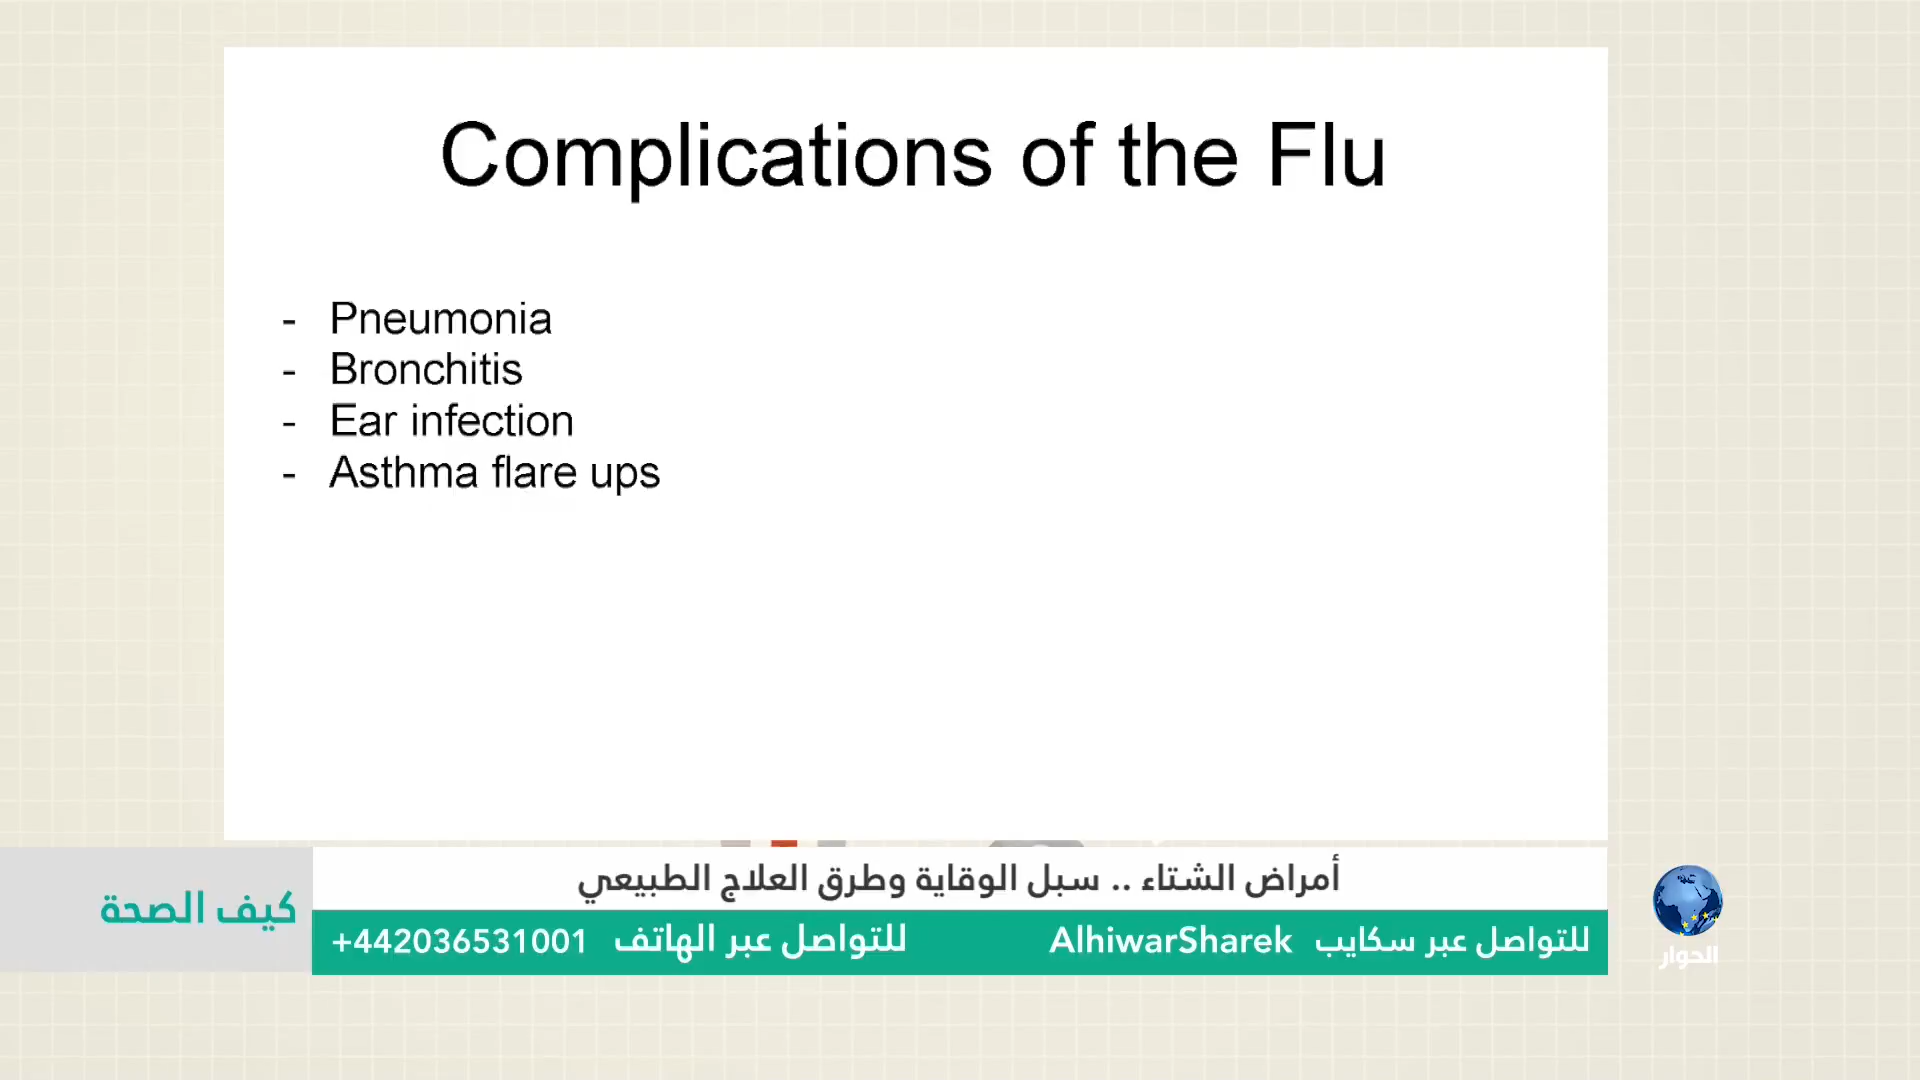 Complications of the Flu
- Pneumonia
- Bronchitis
- Ear infection
- Asthma flare ups
أمراض الشتاء .. سبل الوقاية وطرق العلاج الطبيعي
كيف الصحة
للتواصل عبر سكايب AlhiwarSharek للتواصل عبر الهاتف +442036531001
الحوار